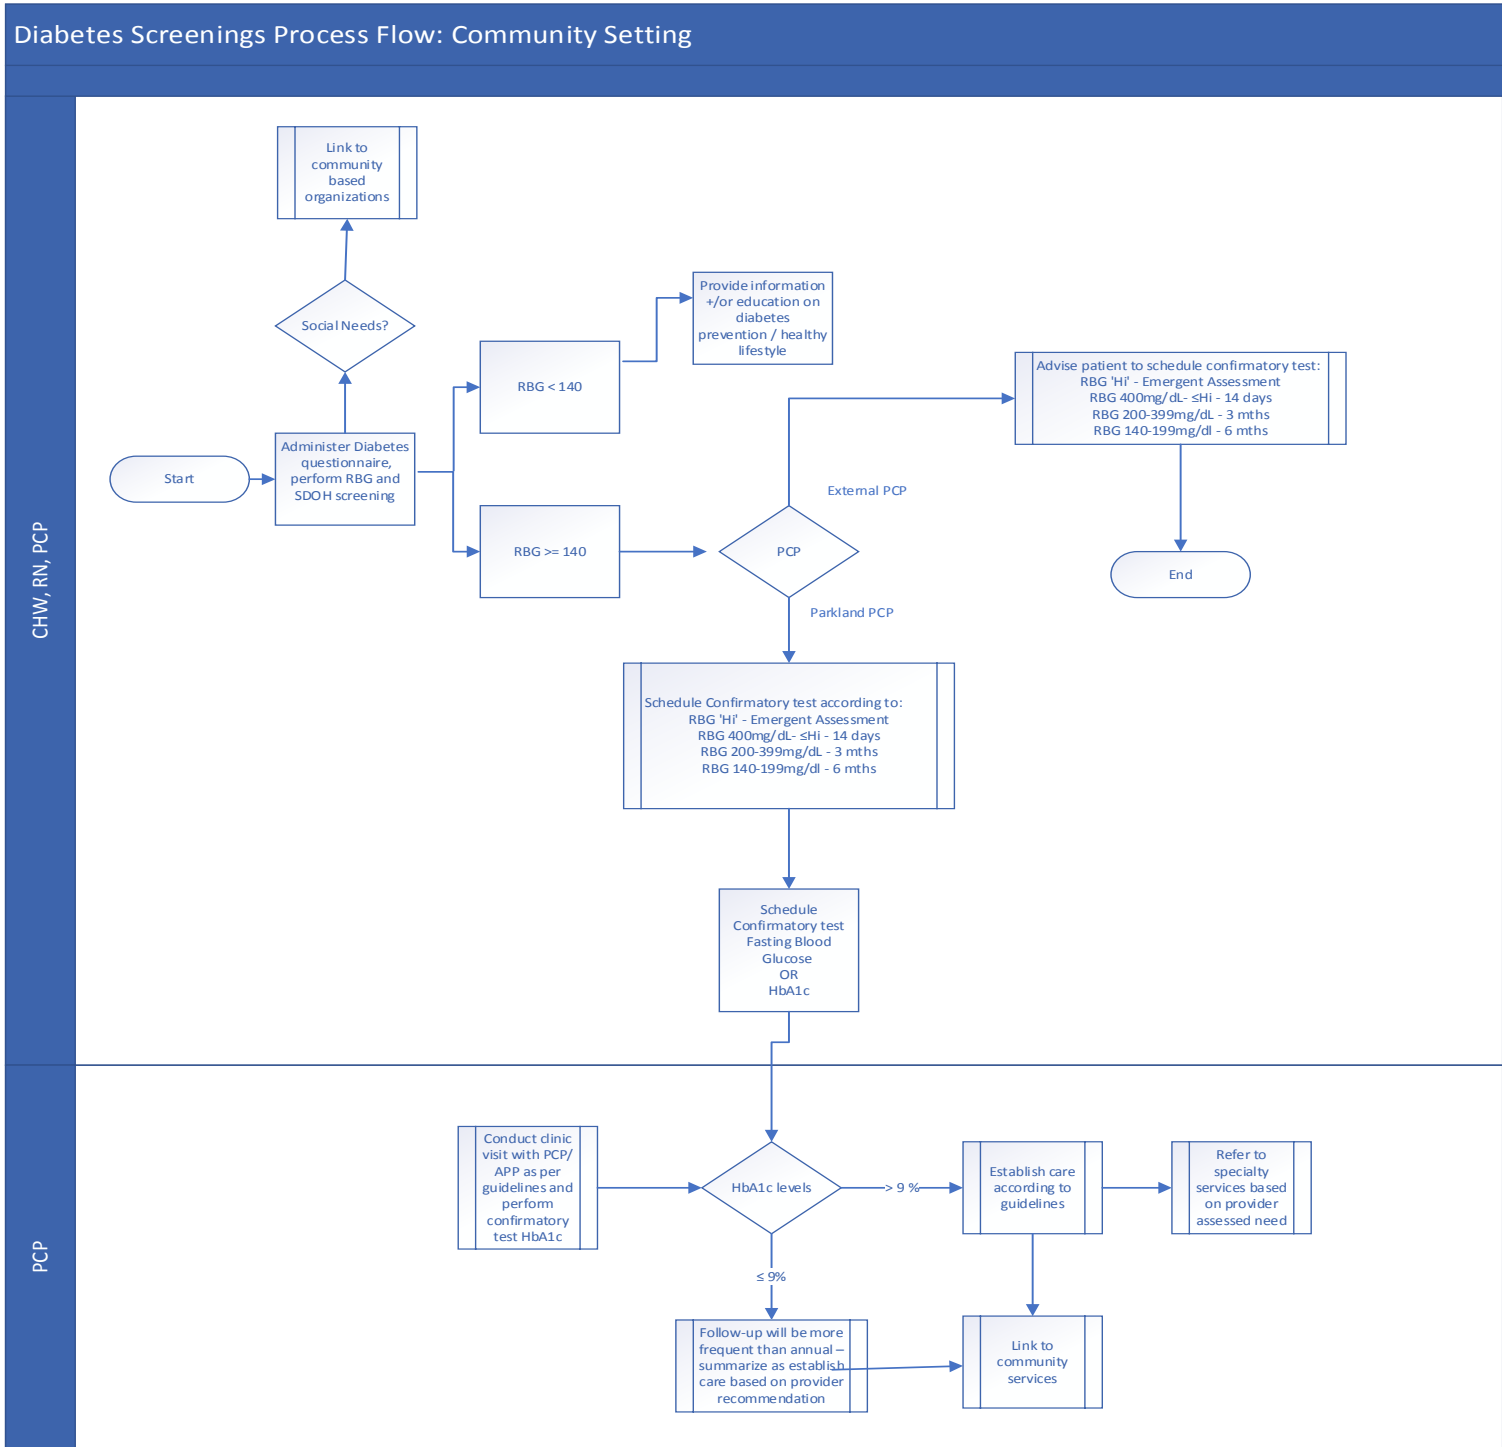 Diabetes Screenings Process Flow: Community Setting
CHW, RN, PCP
Link to
community
based
organizations
Social Needs?
Start
Administer Diabetes
questionnaire,
perform RBG and
SDOH screening
RBG < 140
RBG >= 140
Provide information
+/or education on
diabetes
prevention / healthy
lifestyle
PCP
External PCP
Parkland PCP
Advise patient to schedule confirmatory test:
RBG 'Hi' - Emergent Assessment
RBG 400mg/dL- ≤Hi - 14 days
RBG 200-399mg/dL - 3 mths
RBG 140-199mg/dl - 6 mths
End
Schedule Confirmatory test according to:
RBG 'Hi' - Emergent Assessment
RBG 400mg/dL- ≤Hi - 14 days
RBG 200-399mg/dL - 3 mths
RBG 140-199mg/dl - 6 mths
Schedule
Confirmatory test
Fasting Blood
Glucose
OR
HbA1c
PCP
Conduct clinic
visit with PCP/
APP as per
guidelines and
perform
confirmatory
test HbA1c
HbA1c levels
> 9 %
Establish care
according to
guidelines
Refer to
specialty
services based
on provider
assessed need
≤ 9%
Follow-up will be more
frequent than annual –
summarize as establish
care based on provider
recommendation
Link to
community
services